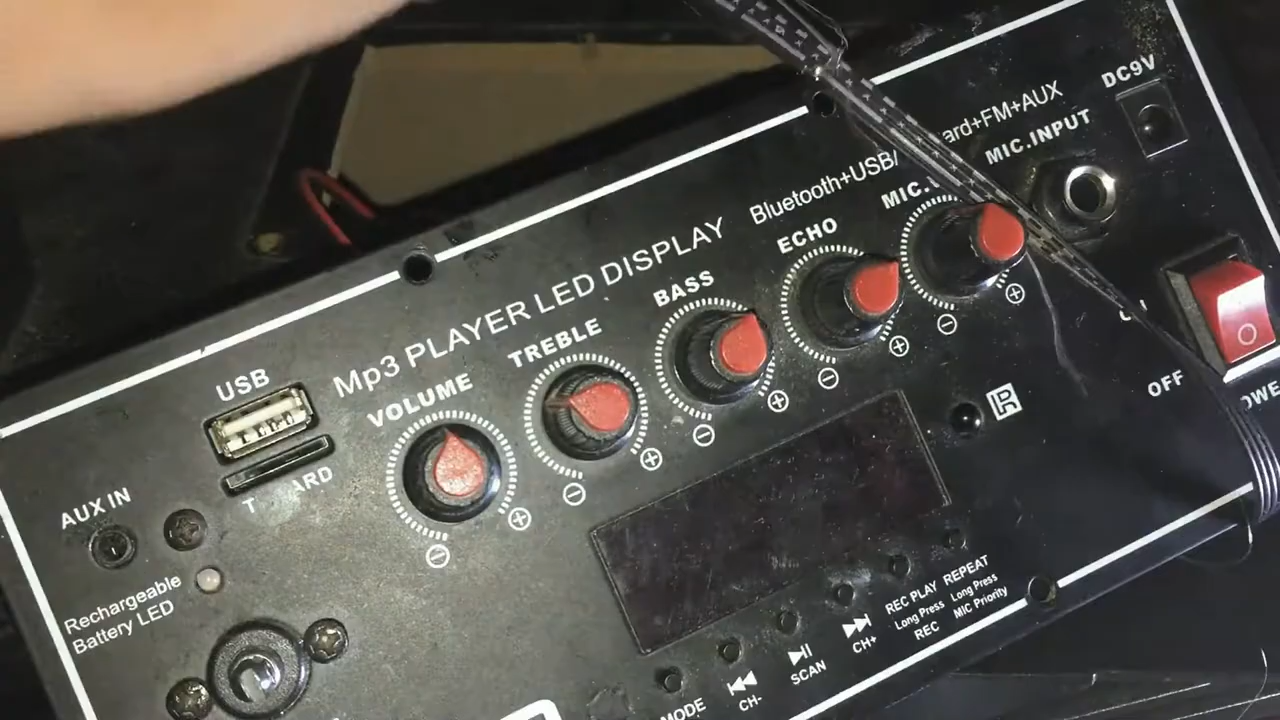 DC9V
Bluetooth+USB/ ard+FM+AUX
MIC.INPUT
MIC.
ECHO
Mp3 PLAYER LED DISPLAY
BASS
TREBLE
VOLUME
USB
T ARD
AUX IN
Rechargeable
Battery LED
IR
OFF
OWE
REC PLAY
Long Press
REC
REPEAT
Long Press
MIC Priority
CH+
SCAN
CH-
MODE